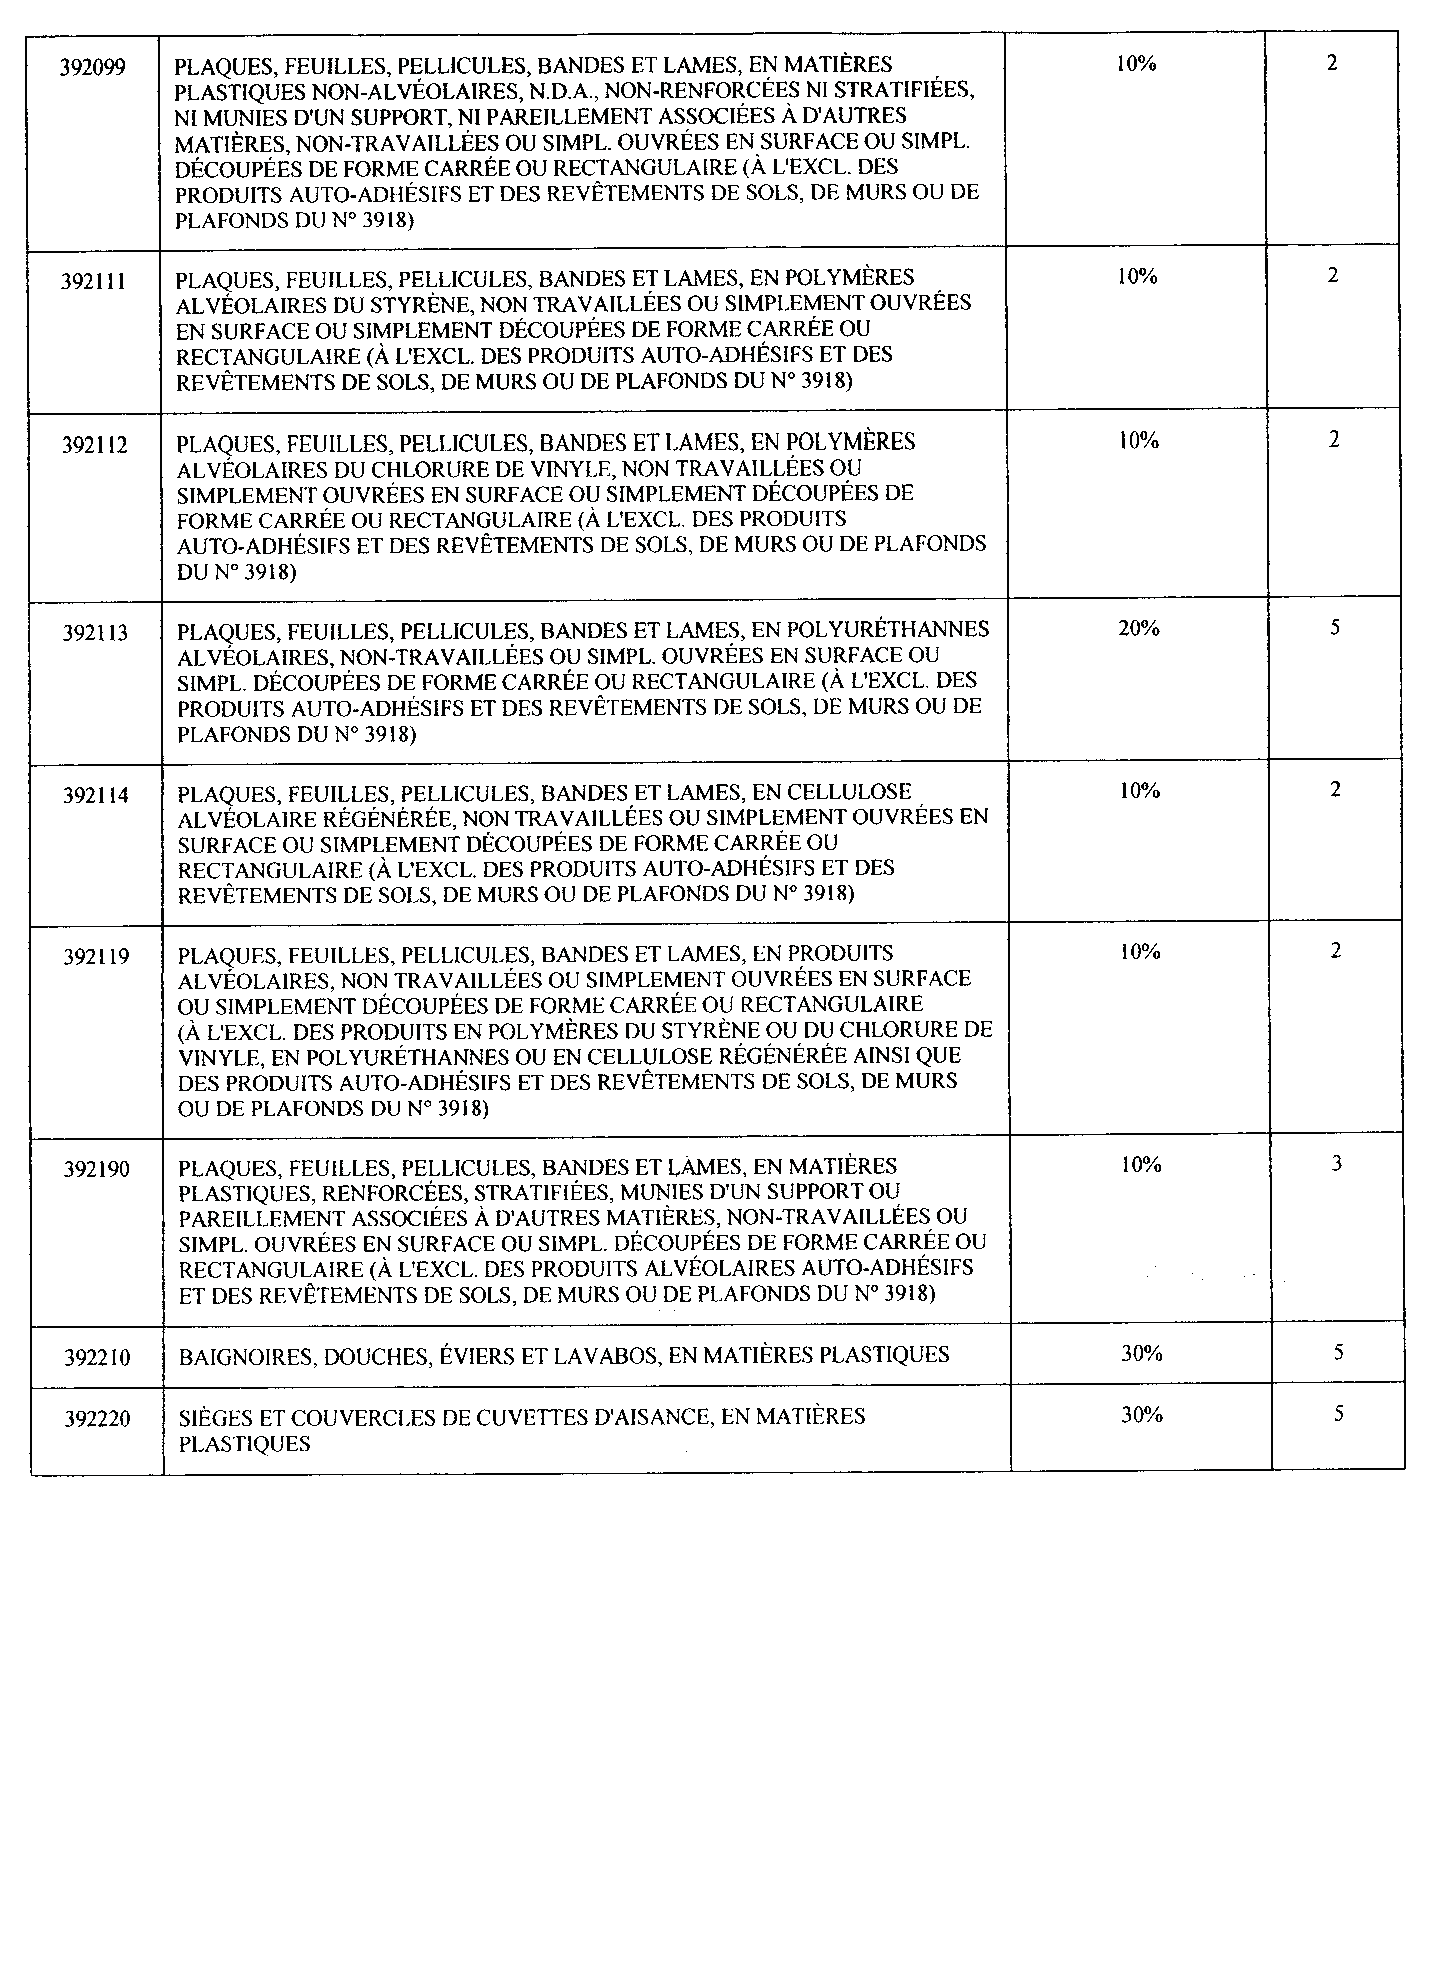 392099 PLAQUES, FEUILLES, PELLICULES, BANDES ET LAMES, EN MATIÈRES 10% 2
PLASTIQUES NON-ALVÉOLAIRES, N.D.A., NON-RENFORCÉES NI STRATIFIÉES,
NI MUNIES D'UN SUPPORT, NI PAREILLEMENT ASSOCIÉES À D'AUTRES
MATIÈRES, NON-TRAVAILLÉES OU SIMPL. OUVRÉES EN SURFACE OU SIMPL.
DÉCOUPÉES DE FORME CARRÉE OU RECTANGULAIRE (À L'EXCL. DES
PRODUITS AUTO-ADHÉSIFS ET DES REVÊTEMENTS DE SOLS, DE MURS OU DE
PLAFONDS DU N° 3918)
392111 PLAQUES, FEUILLES, PELLICULES, BANDES ET LAMES, EN POLYMÈRES 10% 2
ALVÉOLAIRES DU STYRÈNE, NON TRAVAILLÉES OU SIMPLEMENT OUVRÉES
EN SURFACE OU SIMPLEMENT DÉCOUPÉES DE FORME CARRÉE OU
RECTANGULAIRE (À L'EXCL. DES PRODUITS AUTO-ADHÉSIFS ET DES
REVÊTEMENTS DE SOLS, DE MURS OU DE PLAFONDS DU N° 3918)
392112 PLAQUES, FEUILLES, PELLICULES, BANDES ET LAMES, EN POLYMÈRES 10% 2
ALVÉOLAIRES DU CHLORURE DE VINYLE, NON TRAVAILLÉES OU
SIMPLEMENT OUVRÉES EN SURFACE OU SIMPLEMENT DÉCOUPÉES DE
FORME CARRÉE OU RECTANGULAIRE (À L'EXCL. DES PRODUITS
AUTO-ADHÉSIFS ET DES REVÊTEMENTS DE SOLS, DE MURS OU DE PLAFONDS
DU N° 3918)
392113 PLAQUES, FEUILLES, PELLICULES, BANDES ET LAMES, EN POLYURÉTHANNES 20% 5
ALVÉOLAIRES, NON-TRAVAILLÉES OU SIMPL. OUVRÉES EN SURFACE OU
SIMPL. DÉCOUPÉES DE FORME CARRÉE OU RECTANGULAIRE (À L'EXCL. DES
PRODUITS AUTO-ADHÉSIFS ET DES REVÊTEMENTS DE SOLS, DE MURS OU DE
PLAFONDS DU N° 3918)
392114 PLAQUES, FEUILLES, PELLICULES, BANDES ET LAMES, EN CELLULOSE 10% 2
ALVÉOLAIRE RÉGÉNÉRÉE, NON TRAVAILLÉES OU SIMPLEMENT OUVRÉES EN
SURFACE OU SIMPLEMENT DÉCOUPÉES DE FORME CARRÉE OU
RECTANGULAIRE (À L'EXCL. DES PRODUITS AUTO-ADHÉSIFS ET DES
REVÊTEMENTS DE SOLS, DE MURS OU DE PLAFONDS DU N° 3918)
392119 PLAQUES, FEUILLES, PELLICULES, BANDES ET LAMES, EN PRODUITS 10% 2
ALVÉOLAIRES, NON TRAVAILLÉES OU SIMPLEMENT OUVRÉES EN SURFACE
OU SIMPLEMENT DÉCOUPÉES DE FORME CARRÉE OU RECTANGULAIRE
(À L'EXCL. DES PRODUITS EN POLYMÈRES DU STYRÈNE OU DU CHLORURE DE
VINYLE, EN POLYURÉTHANNES OU EN CELLULOSE RÉGÉNÉRÉE AINSI QUE
DES PRODUITS AUTO-ADHÉSIFS ET DES REVÊTEMENTS DE SOLS, DE MURS
OU DE PLAFONDS DU N° 3918)
392190 PLAQUES, FEUILLES, PELLICULES, BANDES ET LAMES, EN MATIÈRES 10% 3
PLASTIQUES, RENFORCÉES, STRATIFIÉES, MUNIES D'UN SUPPORT OU
PAREILLEMENT ASSOCIÉES À D'AUTRES MATIÈRES, NON-TRAVAILLÉES OU
SIMPL. OUVRÉES EN SURFACE OU SIMPL. DÉCOUPÉES DE FORME CARRÉE OU
RECTANGULAIRE (À L'EXCL. DES PRODUITS ALVÉOLAIRES AUTO-ADHÉSIFS
ET DES REVÊTEMENTS DE SOLS, DE MURS OU DE PLAFONDS DU N° 3918)
392210 BAIGNOIRES, DOUCHES, ÉVIERS ET LAVABOS, EN MATIÈRES PLASTIQUES 30% 5
392220 SIÈGES ET COUVERCLES DE CUVETTES D'AISANCE, EN MATIÈRES 30% 5
PLASTIQUES